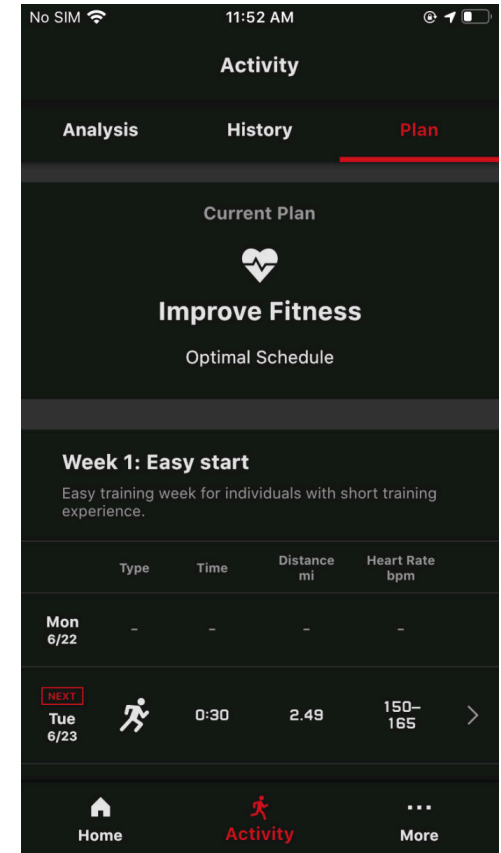 No SIM 11:52 AM
Activity
Analysis History Plan
Current Plan
Improve Fitness
Optimal Schedule
Week 1: Easy start
Easy training week for individuals with short training
experience.
Type Time Distance mi Heart Rate bpm
Mon 6/22 - - - -
NEXT
Tue 6/23 0:30 2.49 150–165
Home Activity More